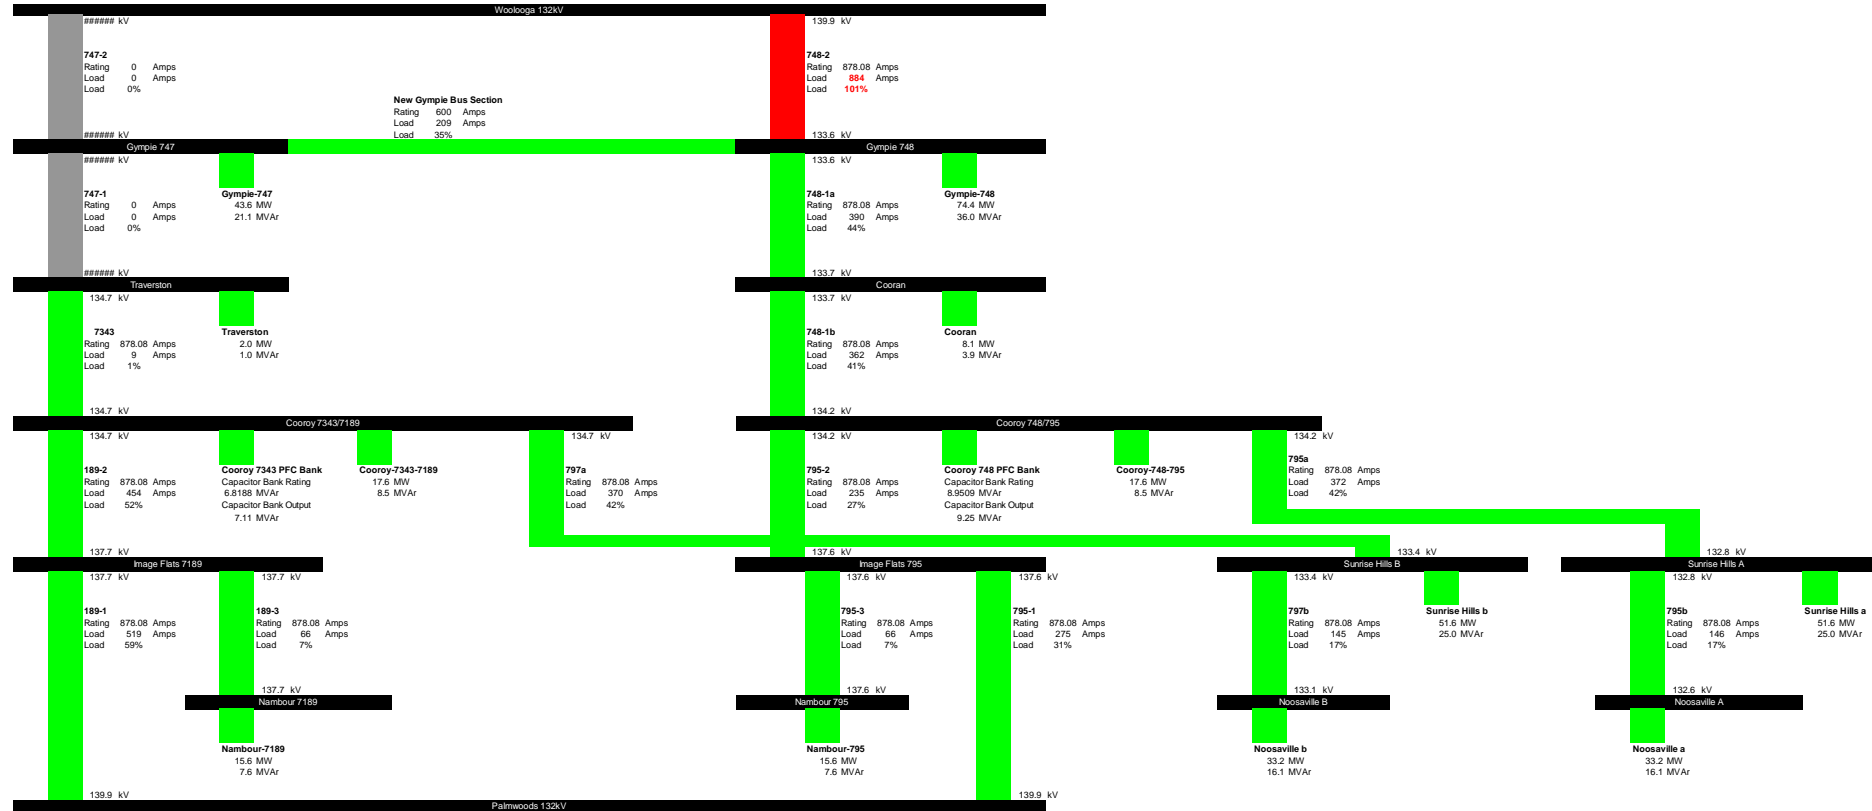 Woolooga 132kV
###### kV
139.9 kV
747-2
Rating 0 Amps
Load 0 Amps
Load 0%
748-2
Rating 878.08 Amps
Load 884 Amps
Load 101%
New Gympie Bus Section
Rating 600 Amps
Load 209 Amps
Load 35%
###### kV
133.6 kV
Gympie 747
Gympie 748
###### kV
133.6 kV
747-1
Rating 0 Amps
Load 0 Amps
Load 0%
Gympie-747
43.6 MW
21.1 MVAr
748-1a
Rating 878.08 Amps
Load 390 Amps
Load 44%
Gympie-748
74.4 MW
36.0 MVAr
###### kV
133.7 kV
Traverston
Cooran
134.7 kV
133.7 kV
7343
Rating 878.08 Amps
Load 9 Amps
Load 1%
Traverston
2.0 MW
1.0 MVAr
748-1b
Rating 878.08 Amps
Load 362 Amps
Load 41%
Cooran
8.1 MW
3.9 MVAr
134.7 kV
134.2 kV
Cooroy 7343/7189
Cooroy 748/795
134.7 kV
134.7 kV
134.2 kV
134.2 kV
189-2
Rating 878.08 Amps
Load 454 Amps
Load 52%
Cooroy 7343 PFC Bank
Capacitor Bank Rating
6.8188 MVAr
Capacitor Bank Output
7.11 MVAr
Cooroy-7343-7189
17.6 MW
8.5 MVAr
797a
Rating 878.08 Amps
Load 370 Amps
Load 42%
795-2
Rating 878.08 Amps
Load 235 Amps
Load 27%
Cooroy 748 PFC Bank
Capacitor Bank Rating
8.9509 MVAr
Capacitor Bank Output
9.25 MVAr
Cooroy-748-795
17.6 MW
8.5 MVAr
795a
Rating 878.08 Amps
Load 372 Amps
Load 42%
137.7 kV
137.6 kV
133.4 kV
132.8 kV
Image Flats 7189
Image Flats 795
Sunrise Hills B
Sunrise Hills A
137.7 kV
137.7 kV
137.6 kV
137.6 kV
133.4 kV
132.8 kV
189-1
Rating 878.08 Amps
Load 519 Amps
Load 59%
189-3
Rating 878.08 Amps
Load 66 Amps
Load 7%
795-3
Rating 878.08 Amps
Load 66 Amps
Load 7%
795-1
Rating 878.08 Amps
Load 275 Amps
Load 31%
797b
Rating 878.08 Amps
Load 145 Amps
Load 17%
Sunrise Hills b
51.6 MW
25.0 MVAr
795b
Rating 878.08 Amps
Load 146 Amps
Load 17%
Sunrise Hills a
51.6 MW
25.0 MVAr
137.7 kV
137.6 kV
133.1 kV
132.6 kV
Nambour 7189
Nambour 795
Noosaville B
Noosaville A
Nambour-7189
15.6 MW
7.6 MVAr
Nambour-795
15.6 MW
7.6 MVAr
Noosaville b
33.2 MW
16.1 MVAr
Noosaville a
33.2 MW
16.1 MVAr
139.9 kV
139.9 kV
Palmwoods 132kV